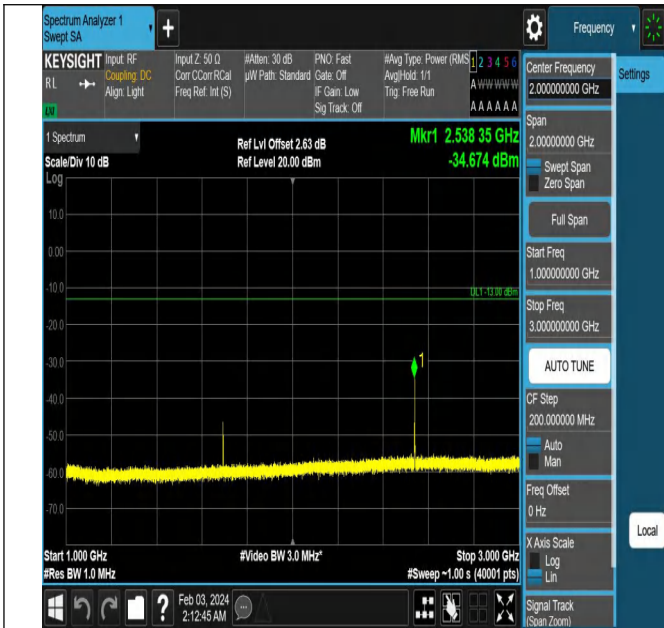 Spectrum Analyzer 1
Swept SA
+
Frequency
KEYSIGHT
RL
LXI
Input: RF
Coupling: DC
Align: Light
Input Z: 50 Ω
Corr CCorr RCal
Freq Ref: Int (S)
#Atten: 30 dB
µW Path: Standard
PNO: Fast
Gate: Off
IF Gain: Low
Sig Track: Off
#Avg Type: Power (RMS
Avg|Hold: 1/1
Trig: Free Run
1 2 3 4 5 6
A W W W W W
A A A A A A
1 Spectrum
Scale/Div 10 dB
Log
Ref Lvl Offset 2.63 dB
Ref Level 20.00 dBm
Mkr1 2.538 35 GHz
-34.674 dBm
10.0
0.00
-10.0
DL1 -13.00 dBm
-20.0
-30.0
1
-40.0
-50.0
-60.0
-70.0
Start 1.000 GHz
#Res BW 1.0 MHz
#Video BW 3.0 MHz*
Stop 3.000 GHz
#Sweep ~1.00 s (40001 pts)
Feb 03, 2024
2:12:45 AM
?
Center Frequency
2.000000000 GHz
Settings
Span
2.00000000 GHz
Swept Span
Zero Span
Full Span
Start Freq
1.000000000 GHz
Stop Freq
3.000000000 GHz
AUTO TUNE
CF Step
200.000000 MHz
Auto
Man
Freq Offset
0 Hz
X Axis Scale
Log
Lin
Local
Signal Track
(Span Zoom)